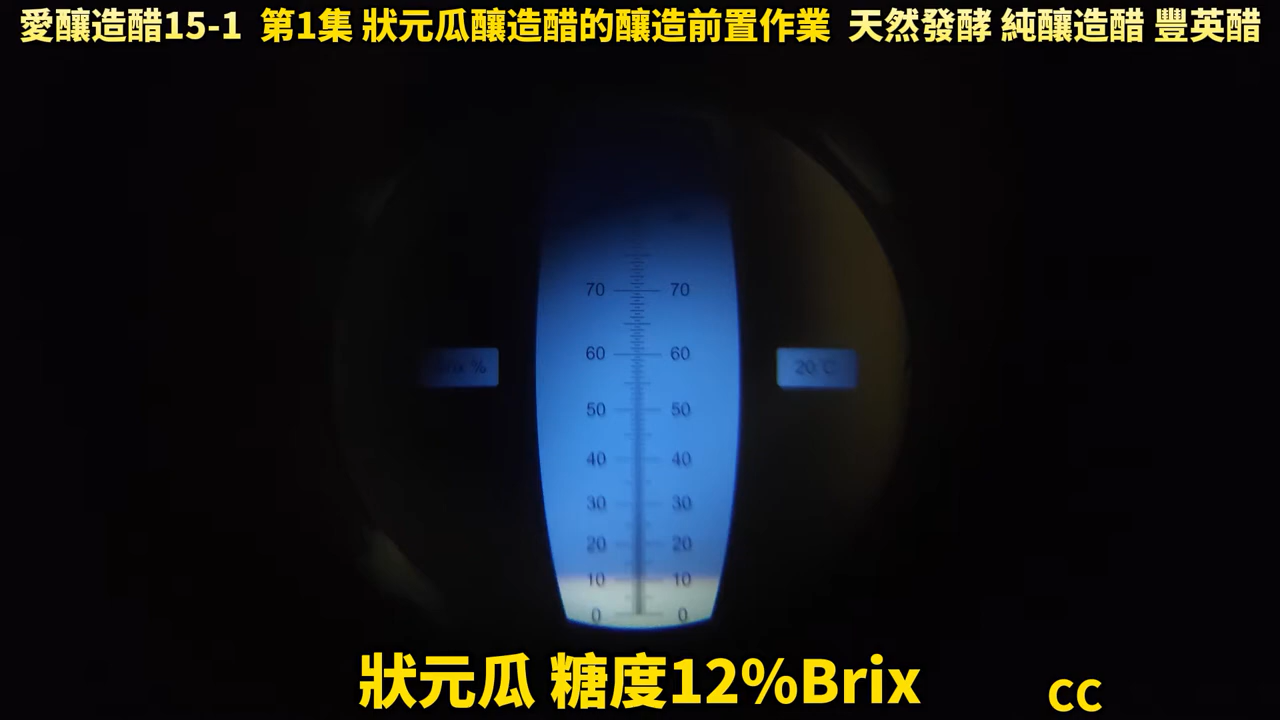 愛釀造醋15-1 第1集 狀元瓜釀造醋的釀造前置作業 天然發酵 純釀造醋 豐英醋
70 70
60 60
Brix % 20°C
50 50
40 40
30 30
20 20
10 10
0 0
狀元瓜 糖度12%Brix
CC